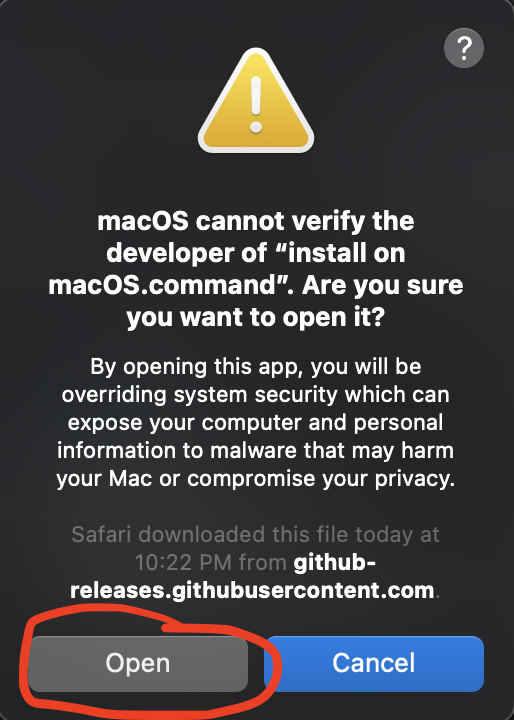 ?
macOS cannot verify the
developer of “install on
macOS.command”. Are you sure
you want to open it?
By opening this app, you will be
overriding system security which can
expose your computer and personal
information to malware that may harm
your Mac or compromise your privacy.
Safari downloaded this file today at
10:22 PM from github-
releases.githubusercontent.com.
Open Cancel